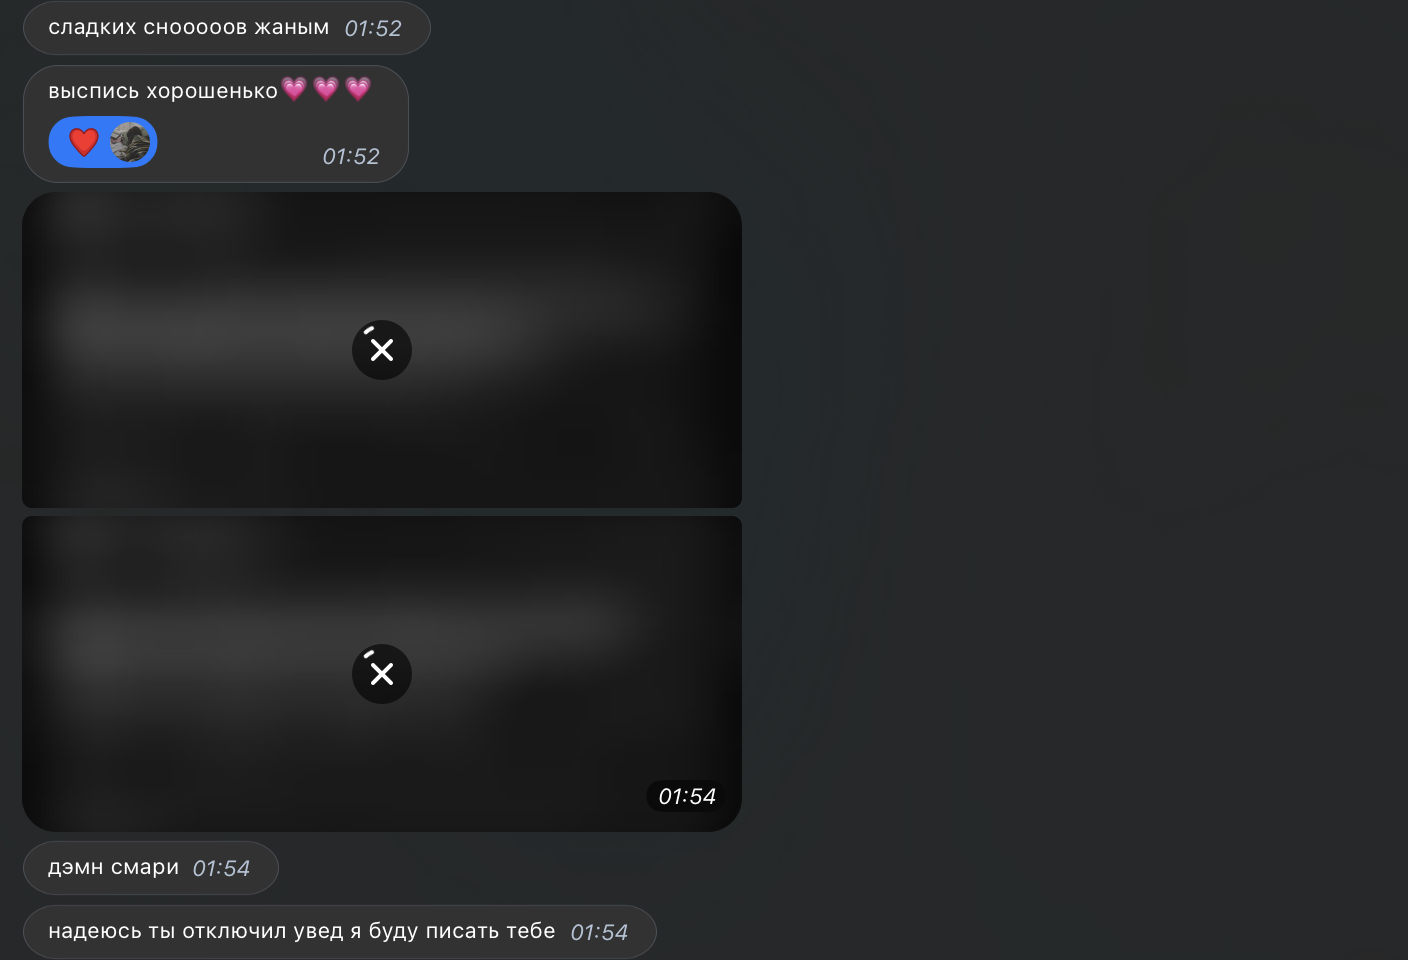 сладких снооооов жаным 01:52
выспись хорошенько💗💗💗
❤️ 01:52
01:54
дэмн смари 01:54
надеюсь ты отключил увед я буду писать тебе 01:54